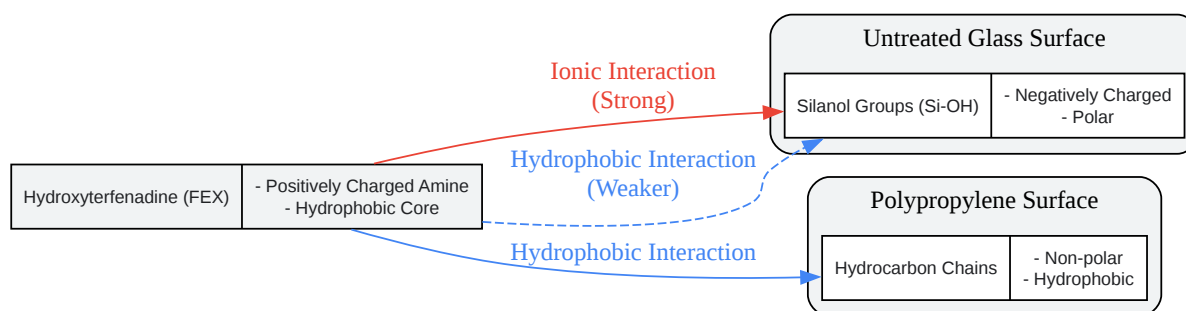 Untreated Glass Surface
Ionic Interaction
(Strong)
Silanol Groups (Si-OH)
- Negatively Charged
- Polar
Hydrophobic Interaction
(Weaker)
Hydroxyterfenadine (FEX)
- Positively Charged Amine
- Hydrophobic Core
Polypropylene Surface
Hydrophobic Interaction
Hydrocarbon Chains
- Non-polar
- Hydrophobic